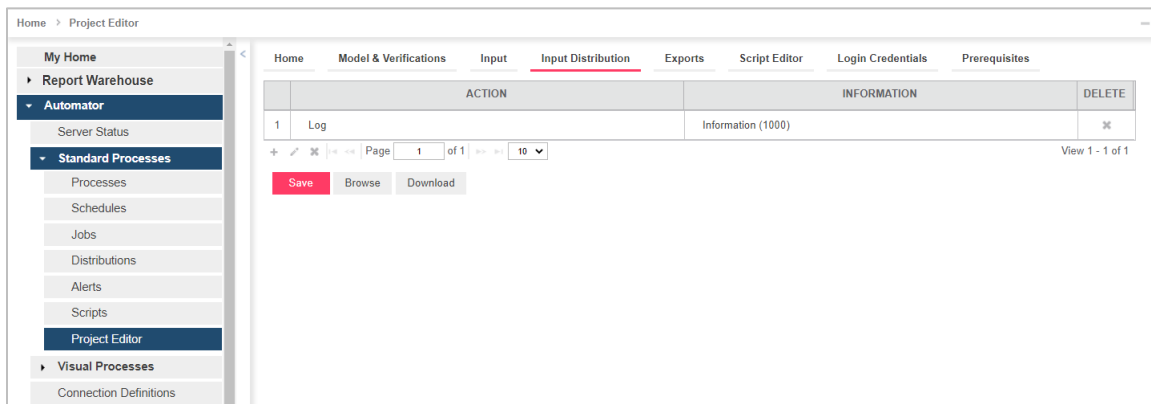 Home > Project Editor
My Home
Report Warehouse
Automator
Server Status
Standard Processes
Processes
Schedules
Jobs
Distributions
Alerts
Scripts
Project Editor
Visual Processes
Connection Definitions
Home Model & Verifications Input Input Distribution Exports Script Editor Login Credentials Prerequisites
ACTION INFORMATION DELETE
1 Log Information (1000)
Page 1 of 1 10 View 1 - 1 of 1
Save Browse Download